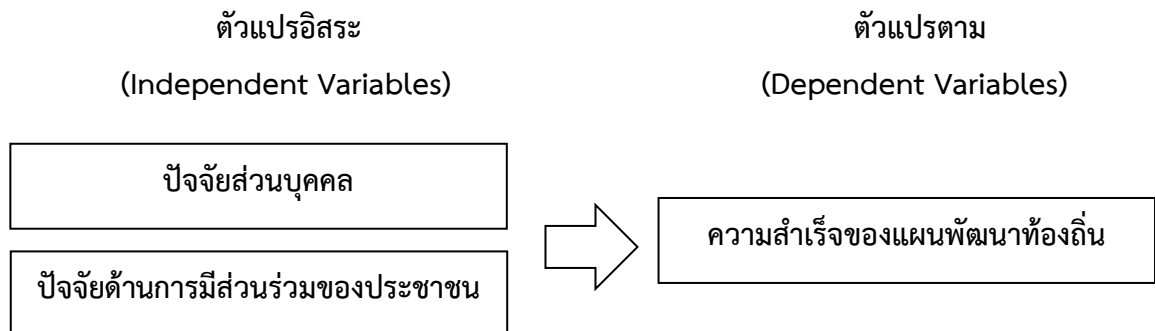 ตัวแปรอิสระ
(Independent Variables)
ปัจจัยส่วนบุคคล
ปัจจัยด้านการมีส่วนร่วมของประชาชน
ตัวแปรตาม
(Dependent Variables)
ความสำเร็จของแผนพัฒนาท้องถิ่น